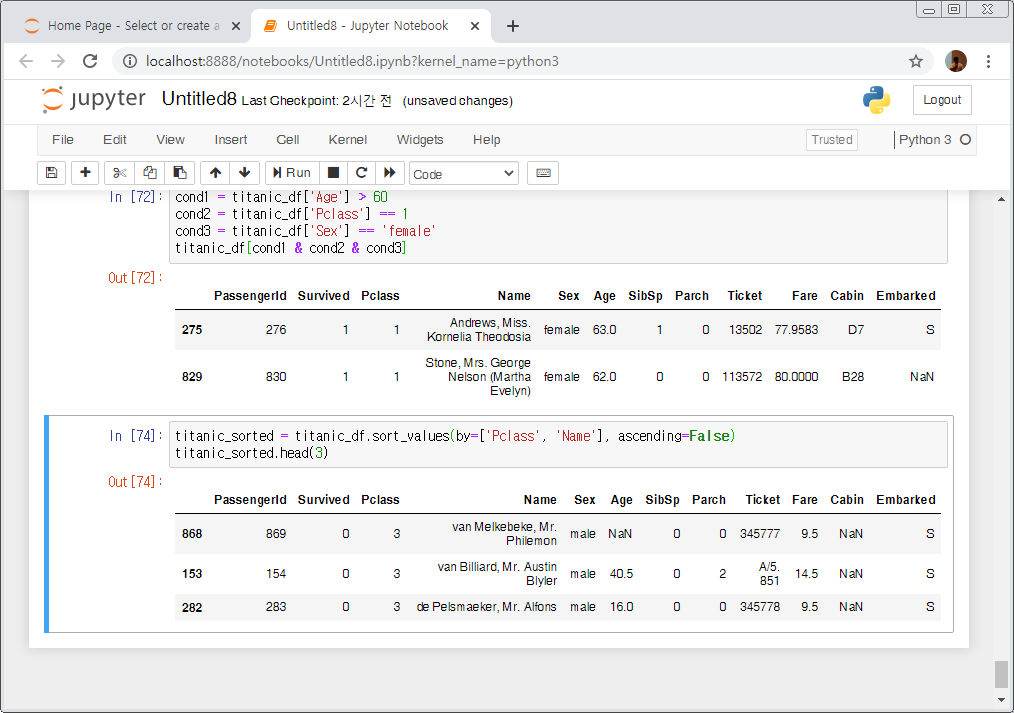 Home Page - Select or create a
Untitled8 - Jupyter Notebook
localhost:8888/notebooks/Untitled8.ipynb?kernel_name=python3
jupyter Untitled8 Last Checkpoint: 2시간 전 (unsaved changes)
Logout
File Edit View Insert Cell Kernel Widgets Help Trusted Python 3
Run Code
In [72]: cond1 = titanic_df['Age'] > 60
cond2 = titanic_df['Pclass'] == 1
cond3 = titanic_df['Sex'] == 'female'
titanic_df[cond1 & cond2 & cond3]
Out [72]:
PassengerId Survived Pclass Name Sex Age SibSp Parch Ticket Fare Cabin Embarked
275 276 1 1 Andrews, Miss. Kornelia Theodosia female 63.0 1 0 13502 77.9583 D7 S
829 830 1 1 Stone, Mrs. George Nelson (Martha Evelyn) female 62.0 0 0 113572 80.0000 B28 NaN
In [74]: titanic_sorted = titanic_df.sort_values(by=['Pclass', 'Name'], ascending=False)
titanic_sorted.head(3)
Out [74]:
PassengerId Survived Pclass Name Sex Age SibSp Parch Ticket Fare Cabin Embarked
868 869 0 3 van Melkebeke, Mr. Philemon male NaN 0 0 345777 9.5 NaN S
153 154 0 3 van Billiard, Mr. Austin Blyler male 40.5 0 2 A/5. 851 14.5 NaN S
282 283 0 3 de Pelsmaeker, Mr. Alfons male 16.0 0 0 345778 9.5 NaN S